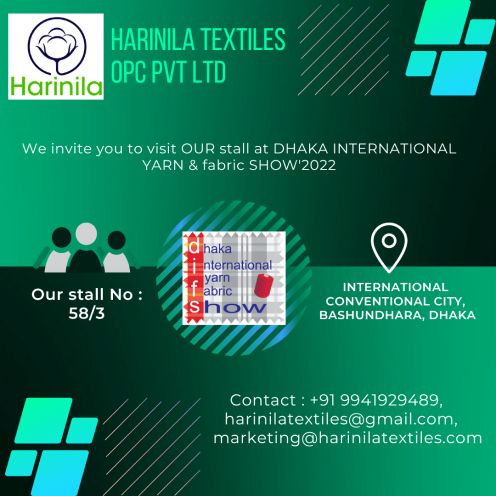 Harinila
HARINILA TEXTILES
OPC PVT LTD
We invite you to visit OUR stall at DHAKA INTERNATIONAL
YARN & fabric SHOW'2022
Our stall No :
58/3
dhaka
international
yarn
fabric
show
INTERNATIONAL
CONVENTIONAL CITY,
BASHUNDHARA, DHAKA
Contact : +91 9941929489,
harinilatextiles@gmail.com,
marketing@harinilatextiles.com